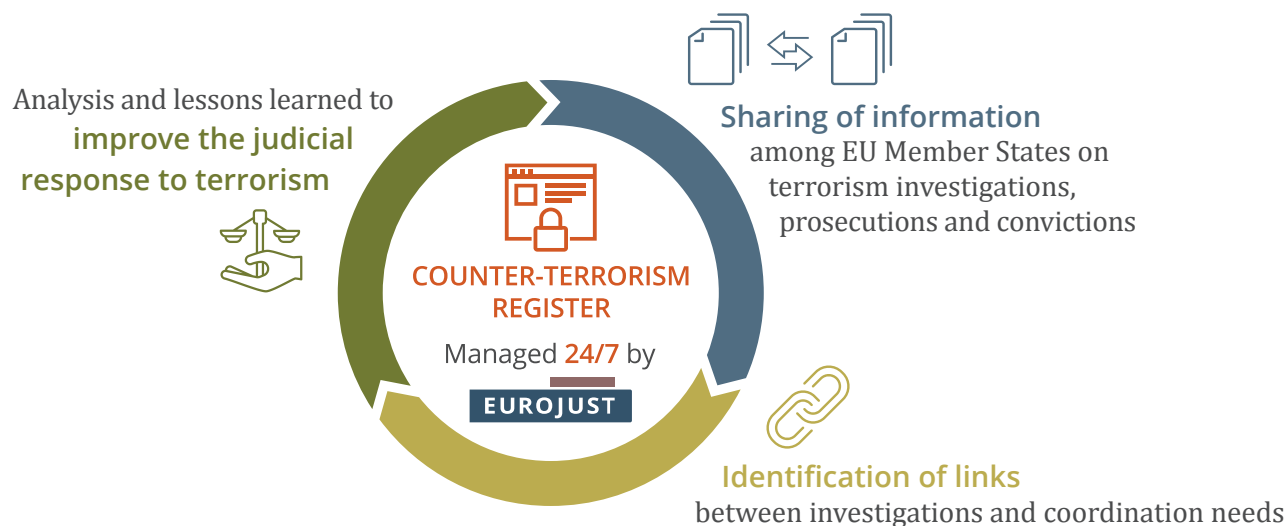 Analysis and lessons learned to
improve the judicial
response to terrorism
Sharing of information
among EU Member States on
terrorism investigations,
prosecutions and convictions
COUNTER-TERRORISM
REGISTER
Managed 24/7 by
EUROJUST
Identification of links
between investigations and coordination needs